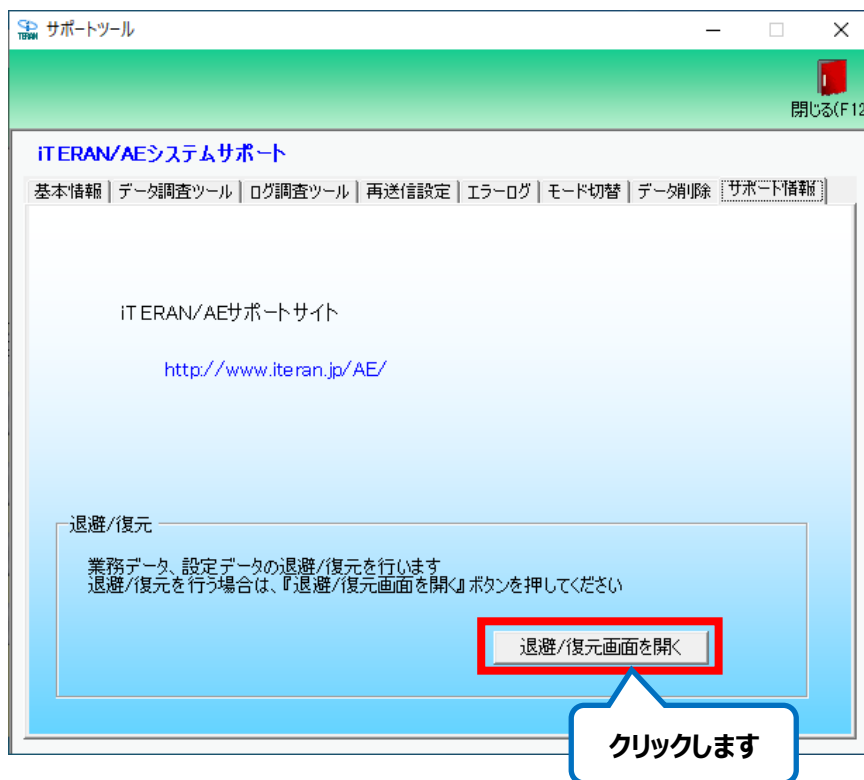 TERAN サポートツール
閉じる(F12
iTERAN/AEシステムサポート
基本情報 データ調査ツール ログ調査ツール 再送信設定 エラーログ モード切替 データ削除 サポート情報
iTERAN/AEサポートサイト
http://www.iteran.jp/AE/
退避/復元
業務データ、設定データの退避/復元を行います
退避/復元を行う場合は、『退避/復元画面を開く』ボタンを押してください
退避/復元画面を開く
クリックします